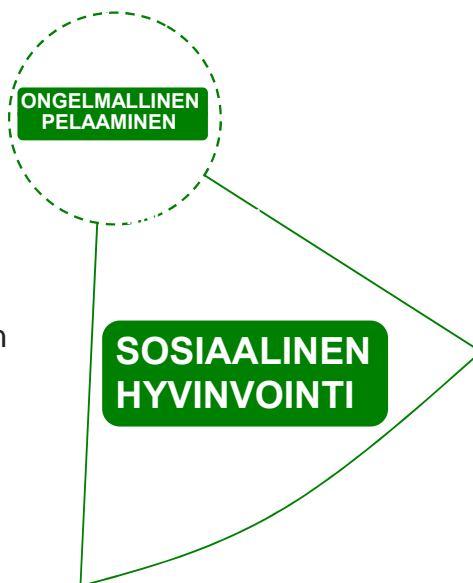 ONGELMALLINEN
PELAAMINEN
n
SOSIAALINEN
HYVINVOINTI